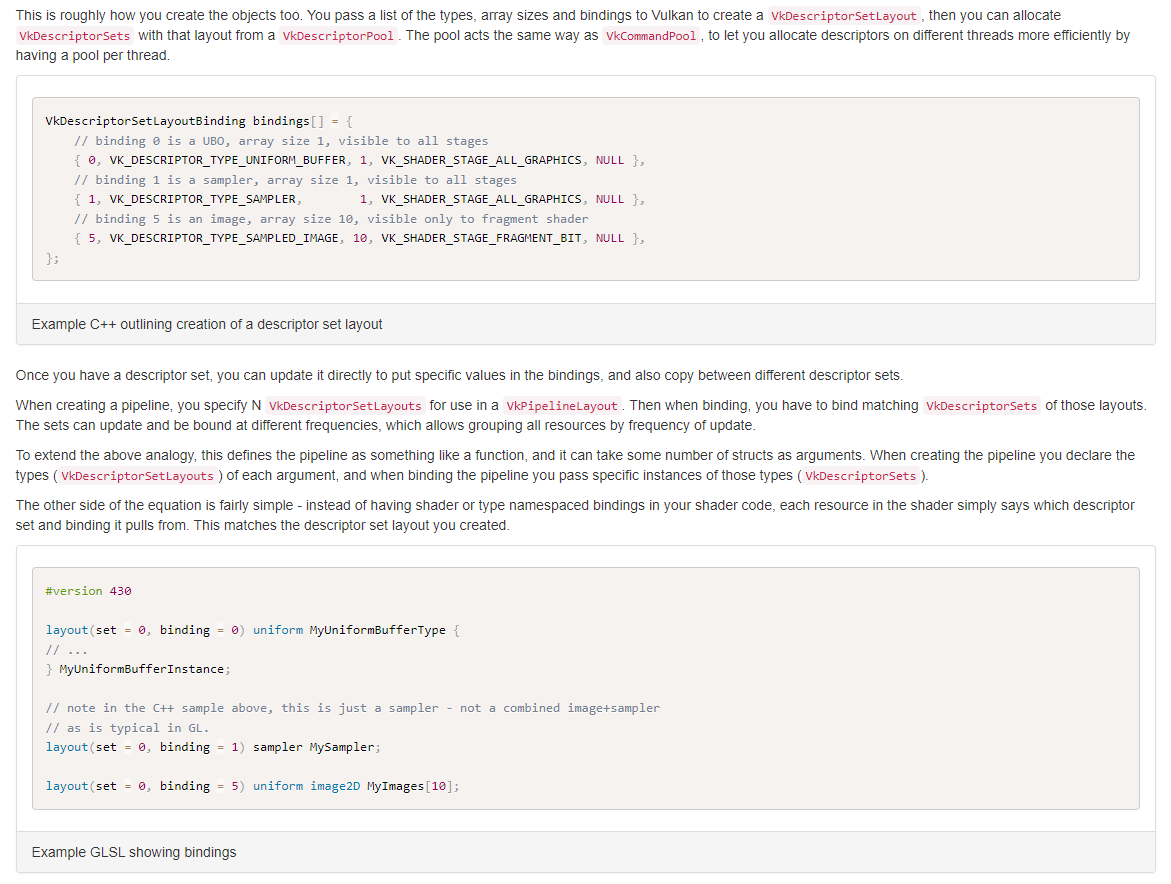 This is roughly how you create the objects too. You pass a list of the types, array sizes and bindings to Vulkan to create a VkDescriptorSetLayout , then you can allocate
VkDescriptorSets with that layout from a VkDescriptorPool . The pool acts the same way as VkCommandPool , to let you allocate descriptors on different threads more efficiently by
having a pool per thread.
VkDescriptorSetLayoutBinding bindings[] = {
    // binding 0 is a UBO, array size 1, visible to all stages
    { 0, VK_DESCRIPTOR_TYPE_UNIFORM_BUFFER, 1, VK_SHADER_STAGE_ALL_GRAPHICS, NULL },
    // binding 1 is a sampler, array size 1, visible to all stages
    { 1, VK_DESCRIPTOR_TYPE_SAMPLER,        1, VK_SHADER_STAGE_ALL_GRAPHICS, NULL },
    // binding 5 is an image, array size 10, visible only to fragment shader
    { 5, VK_DESCRIPTOR_TYPE_SAMPLED_IMAGE, 10, VK_SHADER_STAGE_FRAGMENT_BIT, NULL },
};
Example C++ outlining creation of a descriptor set layout
Once you have a descriptor set, you can update it directly to put specific values in the bindings, and also copy between different descriptor sets.
When creating a pipeline, you specify N VkDescriptorSetLayouts for use in a VkPipelineLayout . Then when binding, you have to bind matching VkDescriptorSets of those layouts.
The sets can update and be bound at different frequencies, which allows grouping all resources by frequency of update.
To extend the above analogy, this defines the pipeline as something like a function, and it can take some number of structs as arguments. When creating the pipeline you declare the
types ( VkDescriptorSetLayouts ) of each argument, and when binding the pipeline you pass specific instances of those types ( VkDescriptorSets ).
The other side of the equation is fairly simple - instead of having shader or type namespaced bindings in your shader code, each resource in the shader simply says which descriptor
set and binding it pulls from. This matches the descriptor set layout you created.
#version 430
layout(set = 0, binding = 0) uniform MyUniformBufferType {
// ...
} MyUniformBufferInstance;
// note in the C++ sample above, this is just a sampler - not a combined image+sampler
// as is typical in GL.
layout(set = 0, binding = 1) sampler MySampler;
layout(set = 0, binding = 5) uniform image2D MyImages[10];
Example GLSL showing bindings